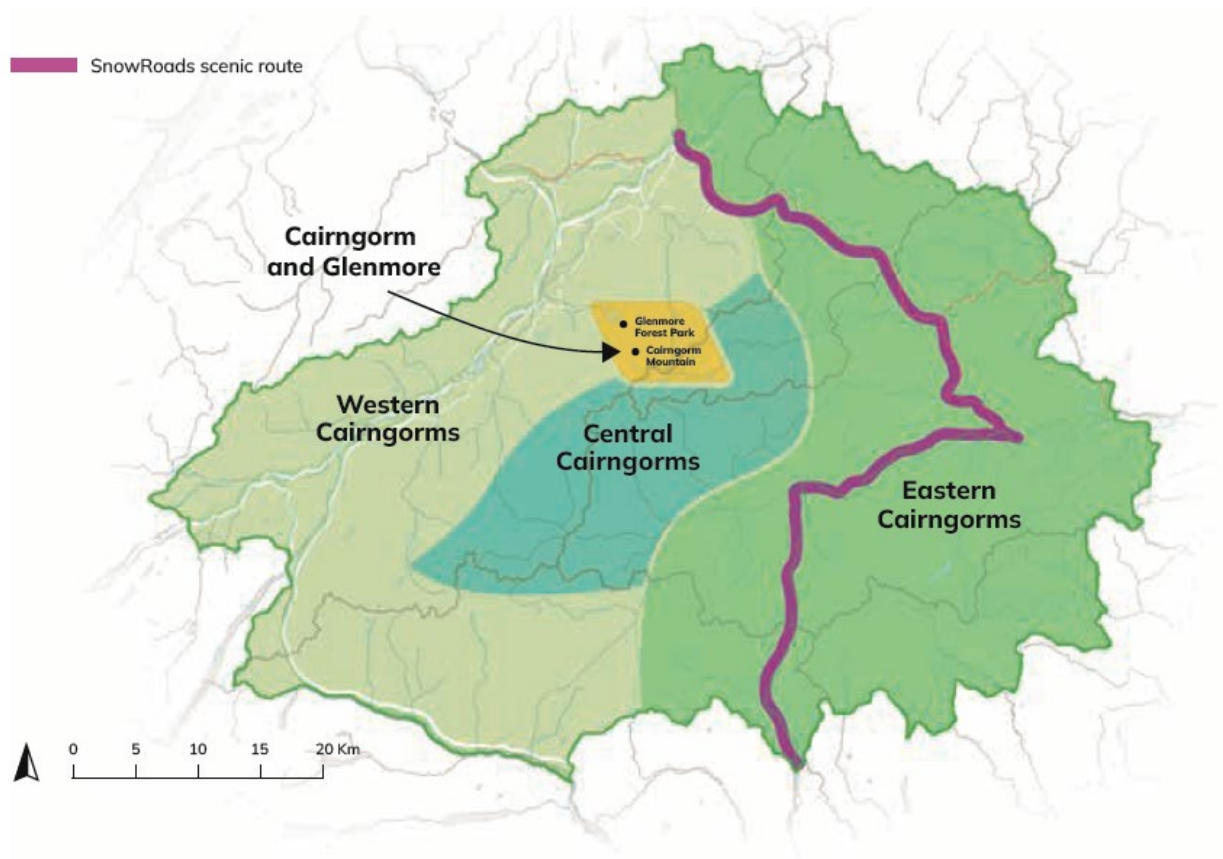 SnowRoads scenic route
Cairngorm
and Glenmore
Glenmore
Forest Park
Cairngorm
Mountain
Western
Cairngorms
Central
Cairngorms
Eastern
Cairngorms
0 5 10 15 20 Km